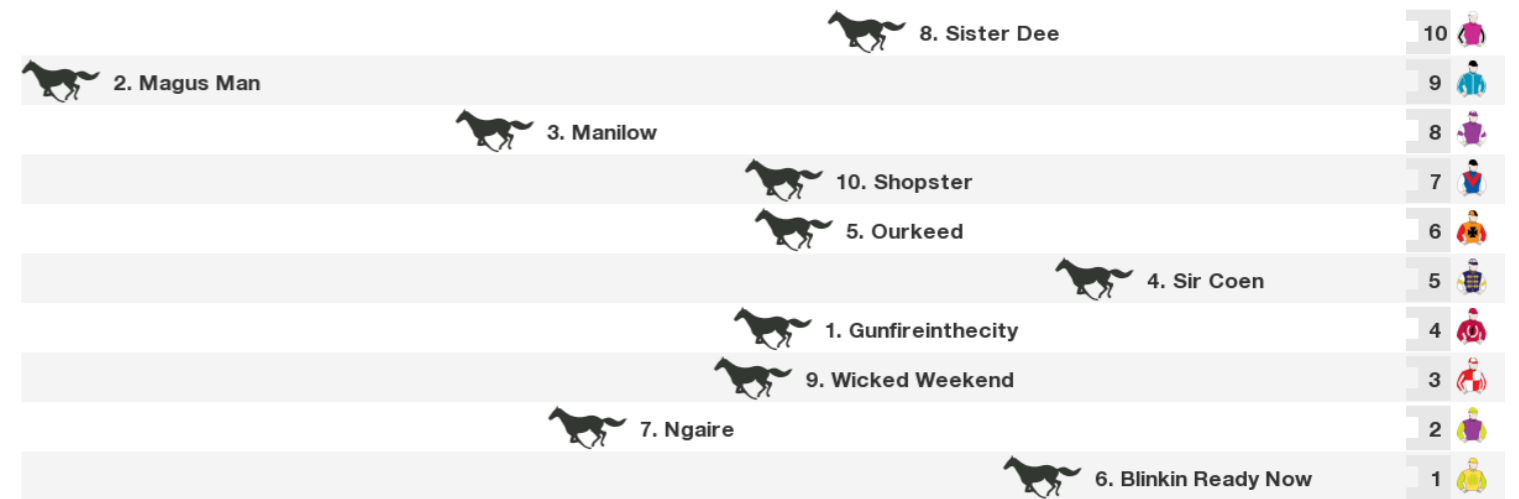 8. Sister Dee 10
2. Magus Man 9
3. Manilow 8
10. Shopster 7
5. Ourkeed 6
4. Sir Coen 5
1. Gunfireinthecity 4
9. Wicked Weekend 3
7. Ngaire 2
6. Blinkin Ready Now 1